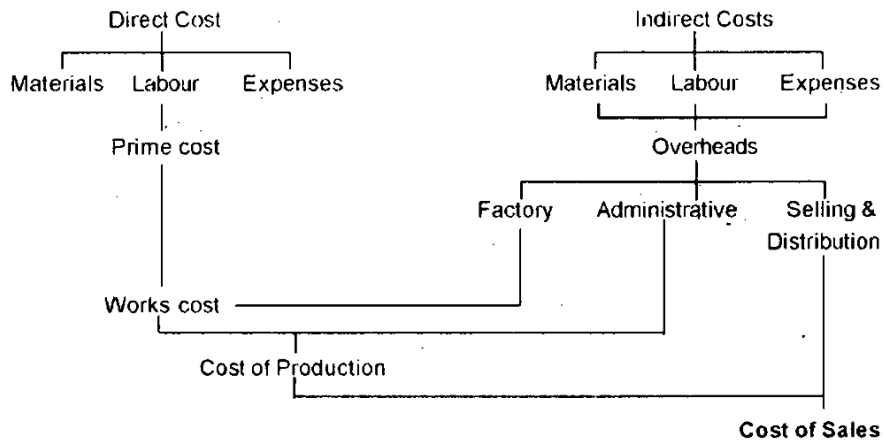 Direct Cost Indirect Costs
Materials Labour Expenses Materials Labour Expenses
Prime cost Overheads
Factory Administrative Selling &
Distribution
Works cost
Cost of Production
Cost of Sales